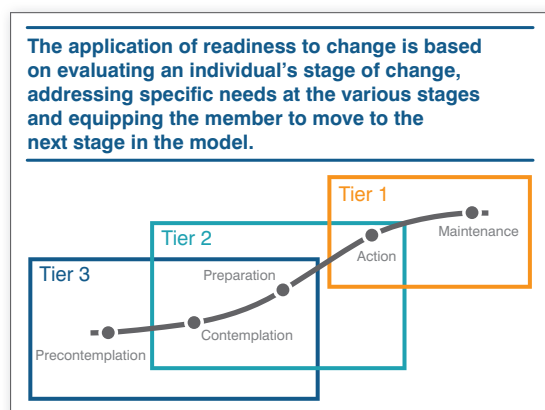 The application of readiness to change is based
on evaluating an individual's stage of change,
addressing specific needs at the various stages
and equipping the member to move to the
next stage in the model.
Tier 1
Maintenance
Tier 2
Action
Tier 3
Preparation
Contemplation
Precontemplation